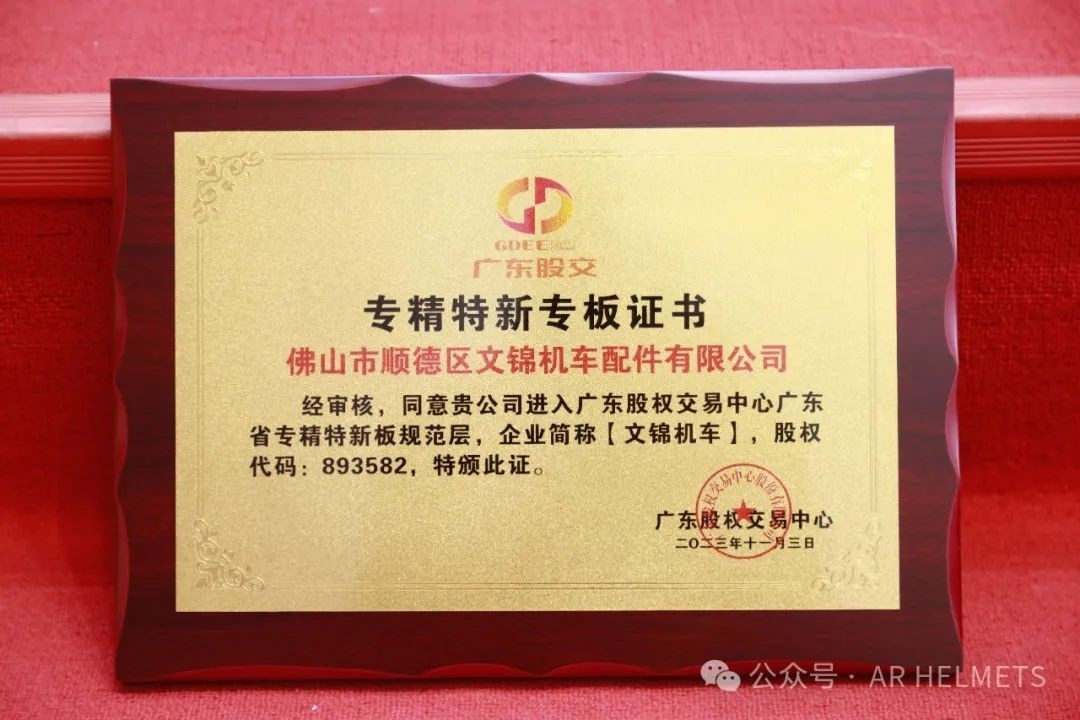 GDEE
广东股交
专精特新专板证书
佛山市顺德区文锦机车配件有限公司
经审核，同意贵公司进入广东股权交易中心广东
省专精特新板规范层，企业简称【文锦机车】，股权
代码：893582，特颁此证。
广东股权交易中心
二〇二三年十一月三日
公众号· AR HELMETS